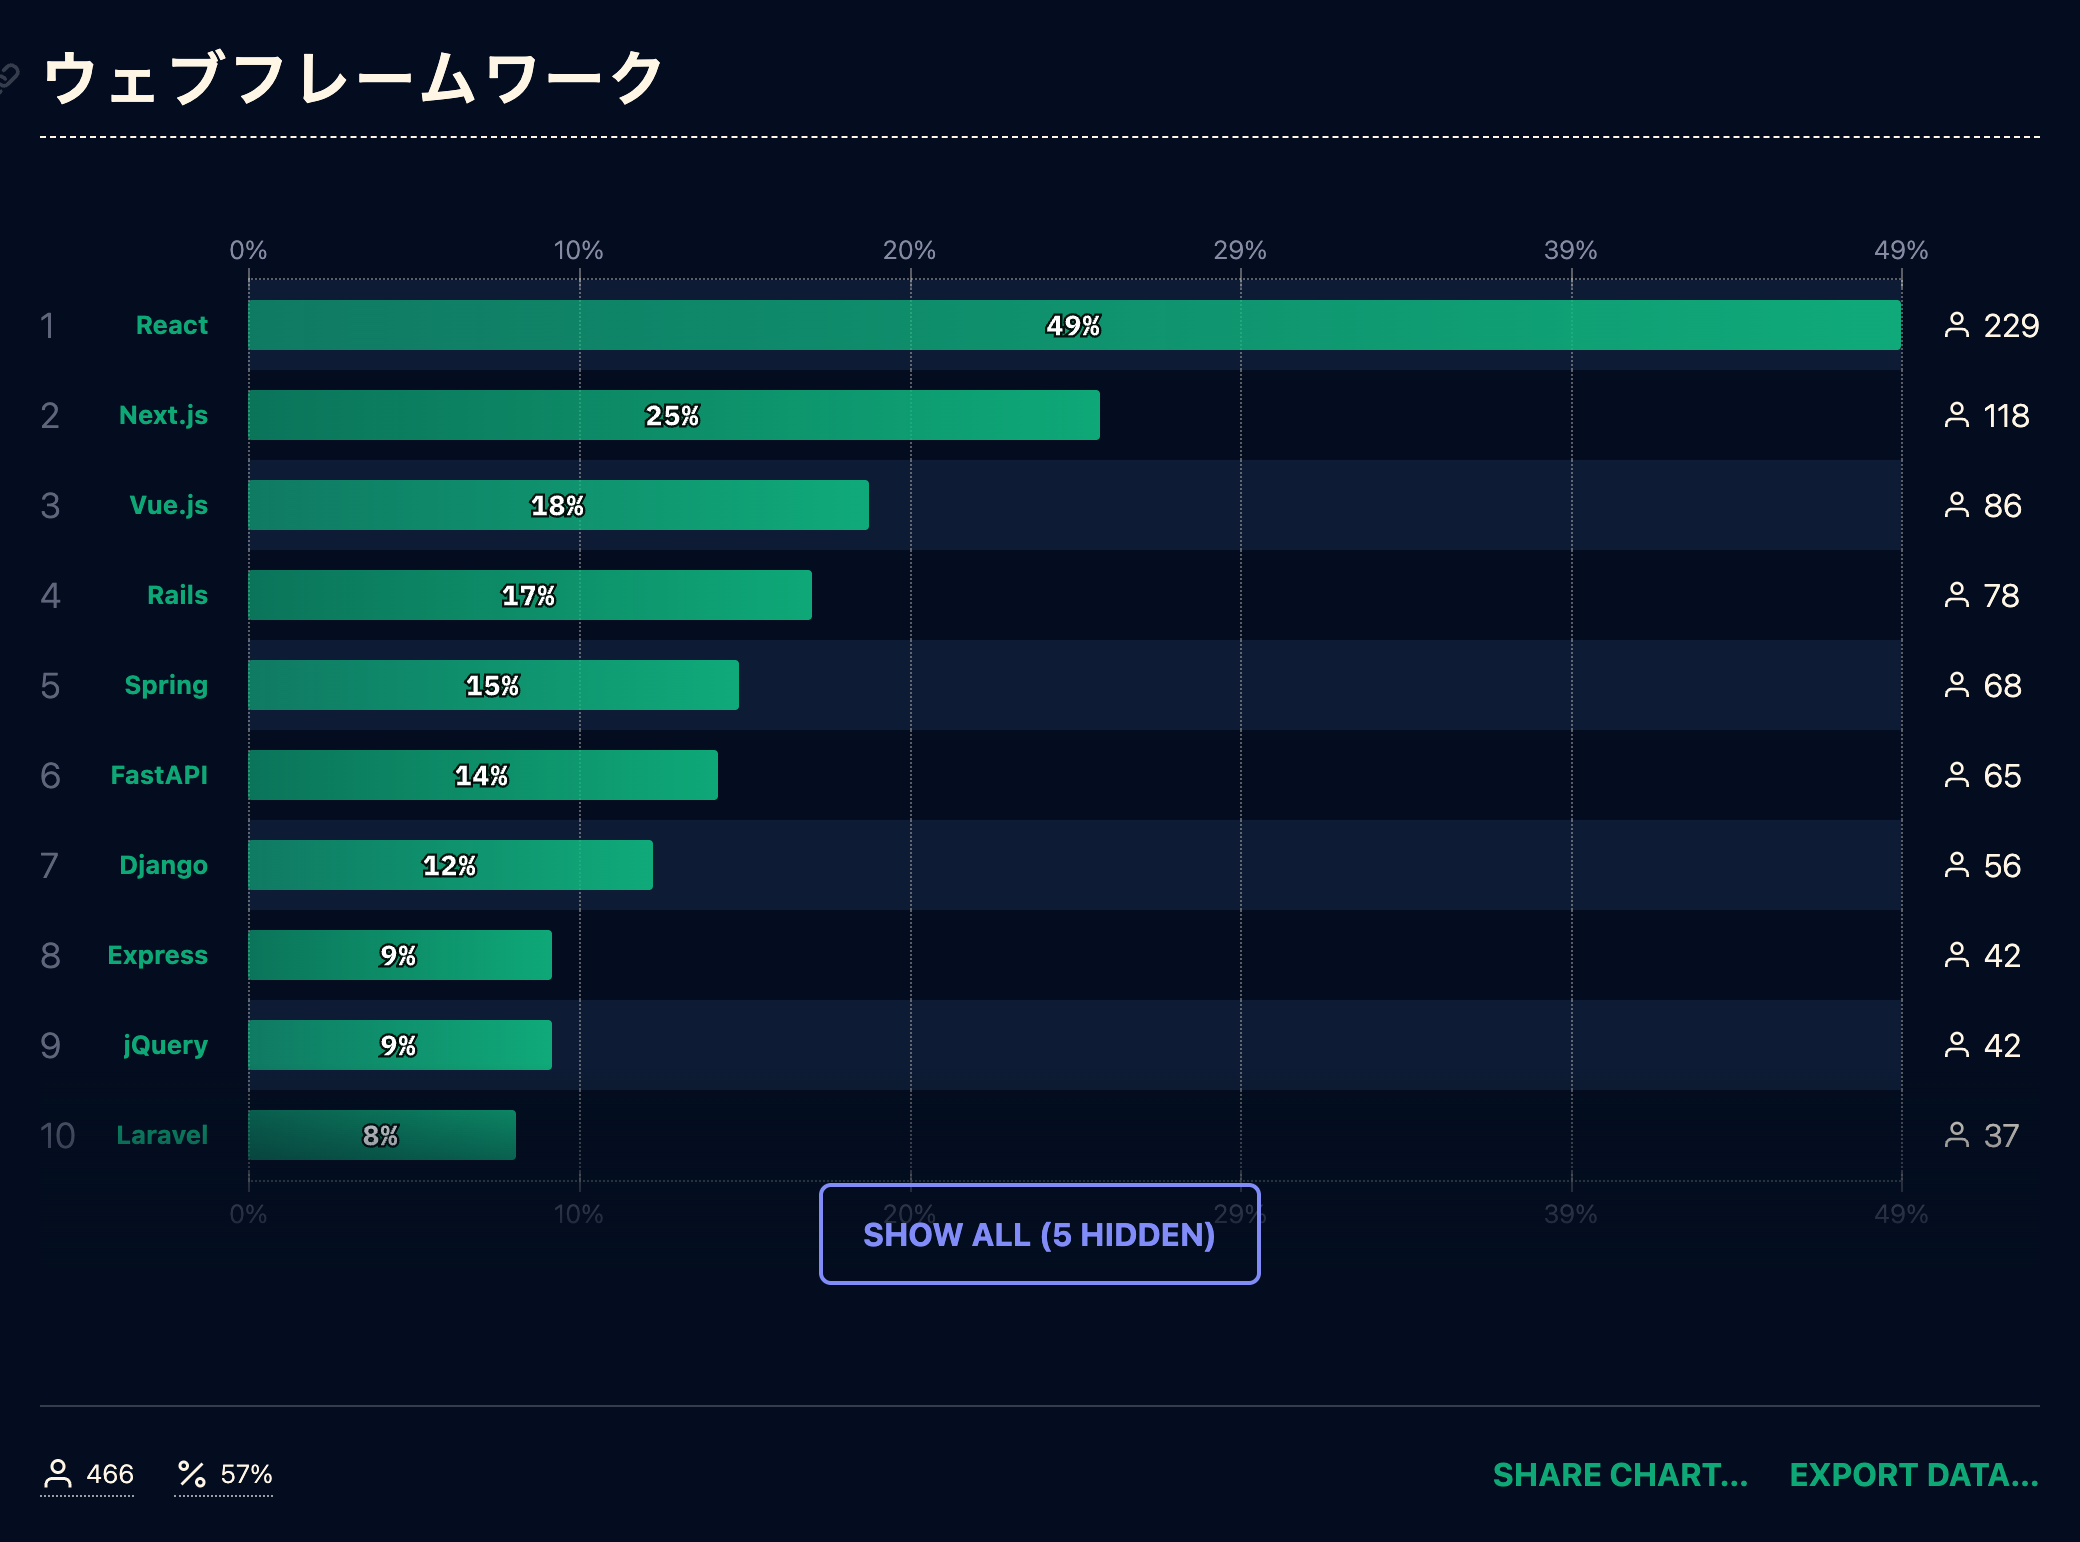 ウェブフレームワーク
0% 10% 20% 29% 39% 49%
1 React 49% 229
2 Next.js 25% 118
3 Vue.js 18% 86
4 Rails 17% 78
5 Spring 15% 68
6 FastAPI 14% 65
7 Django 12% 56
8 Express 9% 42
9 jQuery 9% 42
10 Laravel 8% 37
0% 10% 20% 29% 39% 49%
SHOW ALL (5 HIDDEN)
466 57% SHARE CHART... EXPORT DATA...